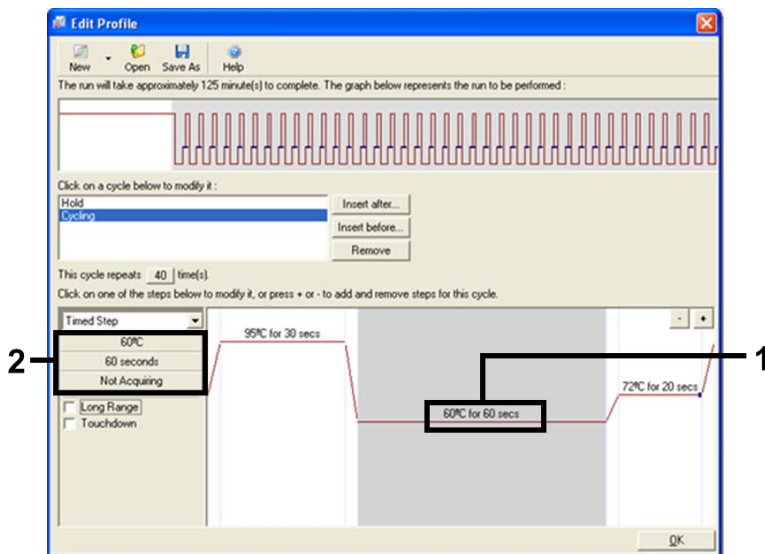 Edit Profile
New Open Save As Help
The run will take approximately 125 minute(s) to complete. The graph below represents the run to be performed :
Click on a cycle below to modify it :
Hold
Cycling
Insert after...
Insert before...
Remove
This cycle repeats 40 time(s).
Click on one of the steps below to modify it, or press + or - to add and remove steps for this cycle.
Timed Step
- +
60ºC
60 seconds
Not Acquiring
Long Range
Touchdown
95ºC for 30 secs
60ºC for 60 secs
72ºC for 20 secs
2
1
OK